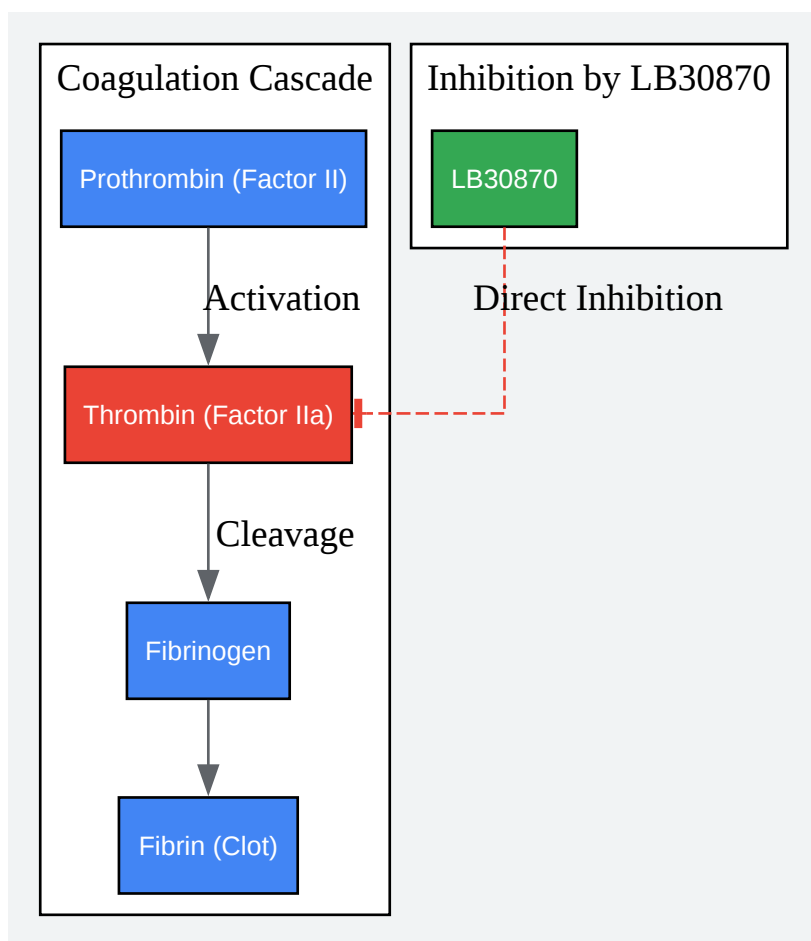 Coagulation Cascade
Prothrombin (Factor II)
Activation
Thrombin (Factor IIa)
Cleavage
Fibrinogen
Fibrin (Clot)
Inhibition by LB30870
LB30870
Direct Inhibition